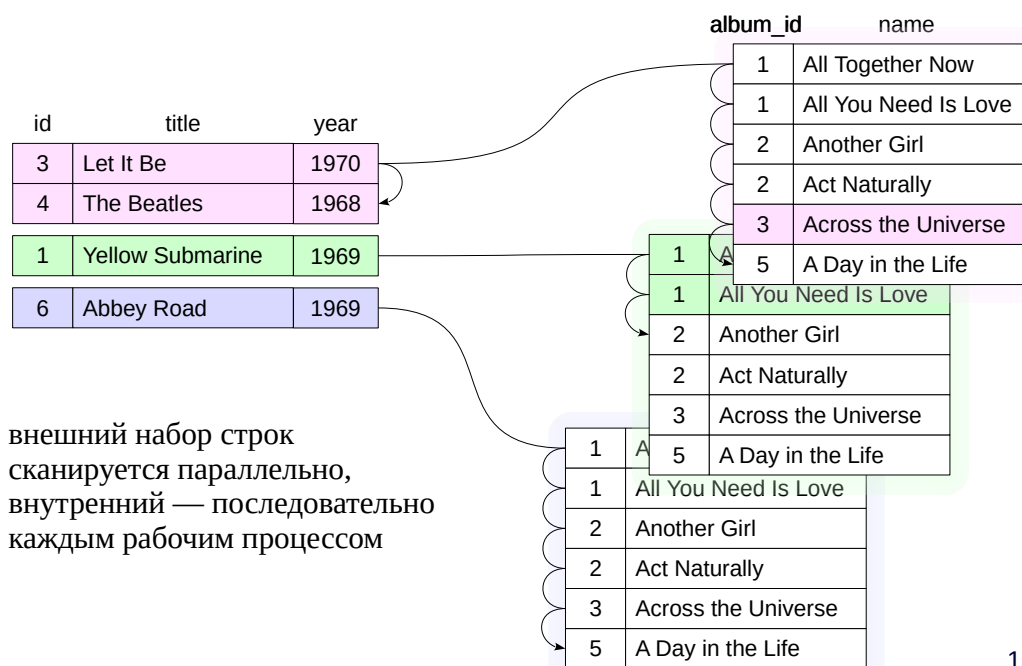 album_id name
1 All Together Now
1 All You Need Is Love
2 Another Girl
2 Act Naturally
3 Across the Universe
5 A Day in the Life
id title year
3 Let It Be 1970
4 The Beatles 1968
1 Yellow Submarine 1969
6 Abbey Road 1969
1 A
1 All You Need Is Love
2 Another Girl
2 Act Naturally
3 Across the Universe
5 A Day in the Life
1 A
1 All You Need Is Love
2 Another Girl
2 Act Naturally
3 Across the Universe
5 A Day in the Life
внешний набор строк
сканируется параллельно,
внутренний — последовательно
каждым рабочим процессом
1